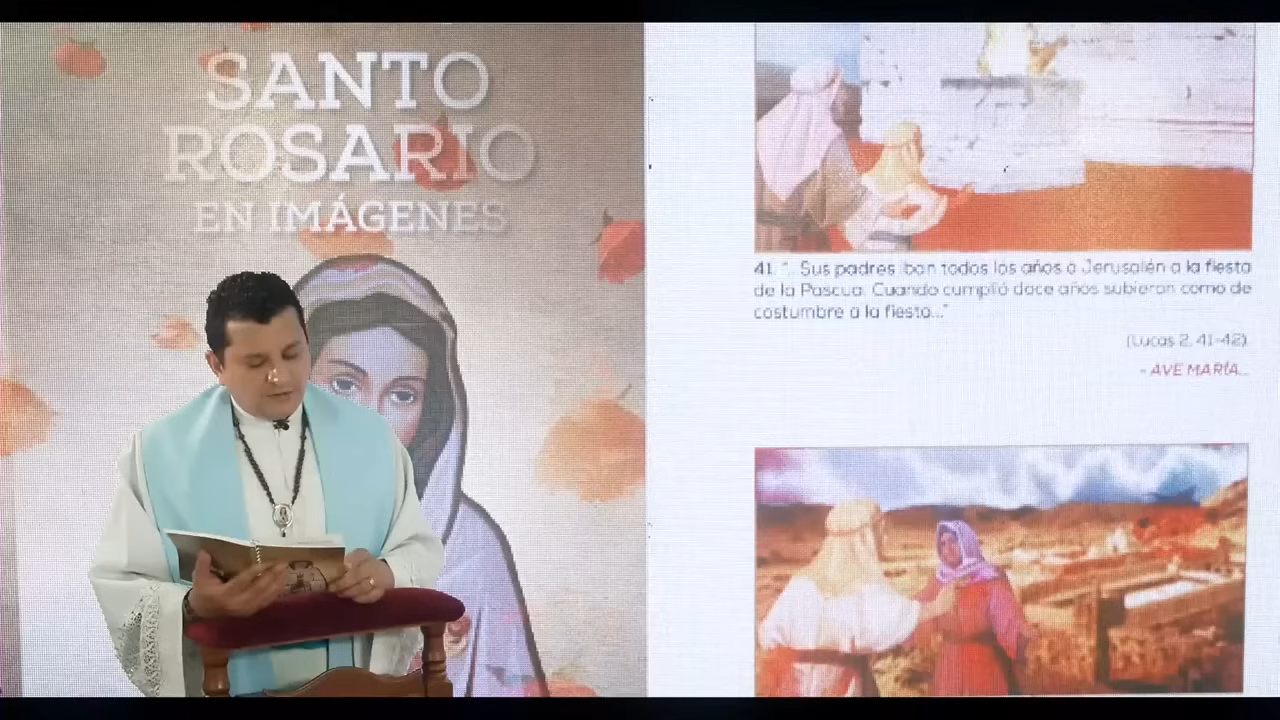 SANTO
ROSARIO
EN IMÁGENES
41. ".. Sus padres iban todos los años a Jerusalén a la fiesta
de la Pascua. Cuando cumplió doce años subieron como de
costumbre a la fiesta..."
(Lucas 2, 41-42).
- AVE MARÍA...